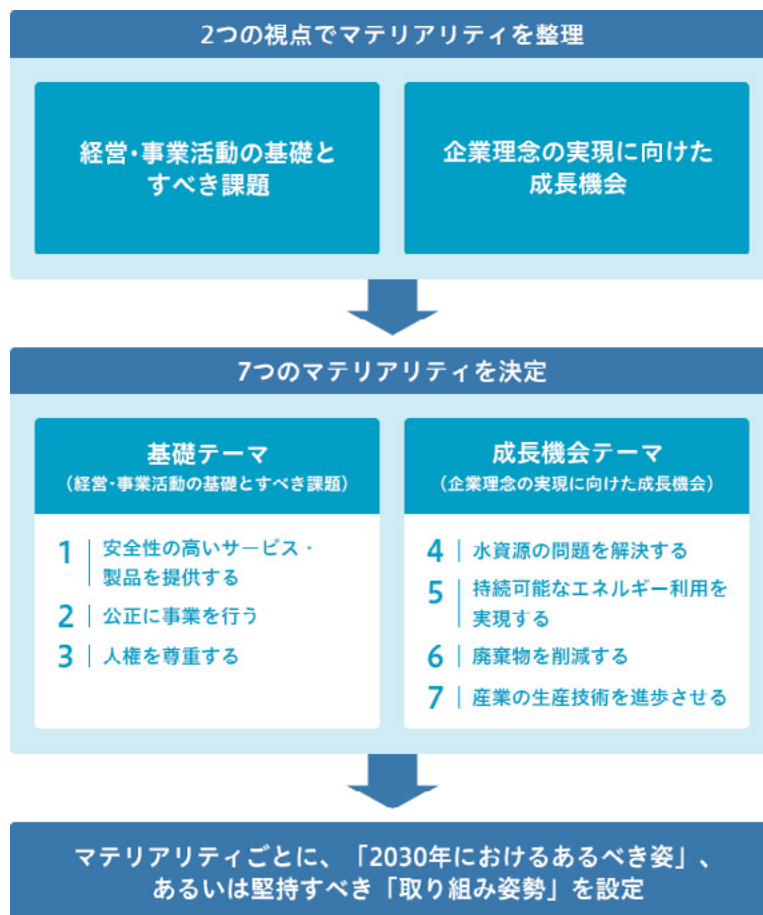 2つの視点でマテリアリティを整理
経営・事業活動の基礎と
すべき課題
企業理念の実現に向けた
成長機会
7つのマテリアリティを決定
基礎テーマ
(経営・事業活動の基礎とすべき課題)
1 安全性の高いサービス・
製品を提供する
2 公正に事業を行う
3 人権を尊重する
成長機会テーマ
(企業理念の実現に向けた成長機会)
4 水資源の問題を解決する
5 持続可能なエネルギー利用を
実現する
6 廃棄物を削減する
7 産業の生産技術を進歩させる
マテリアリティごとに、「2030年におけるあるべき姿」、
あるいは堅持すべき「取り組み姿勢」を設定